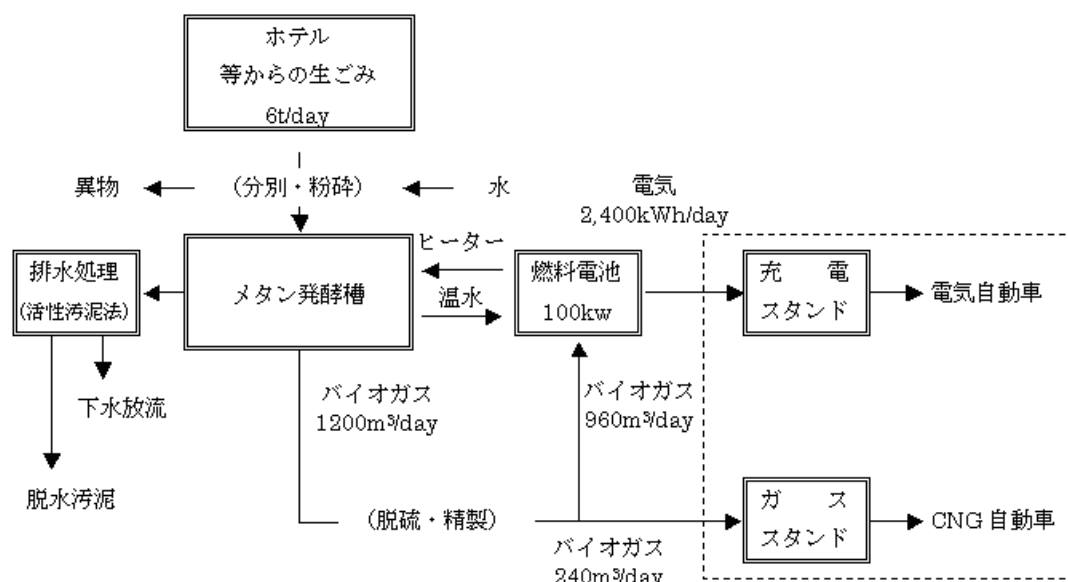 ホテル
等からの生ごみ
6t/day
異物
(分別・粉砕)
水
電気
2,400kWh/day
排水処理
(活性汚泥法)
メタン発酵槽
ヒーター
温水
燃料電池
100kw
充 電
スタンド
電気自動車
下水放流
バイオガス
1200m³/day
バイオガス
960m³/day
脱水汚泥
(脱硫・精製)
ガ ス
スタンド
CNG 自動車
バイオガス
240m³/day